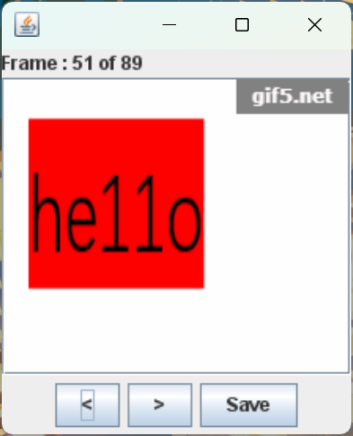 Frame : 51 of 89
gif5.net
he11o
<
>
Save